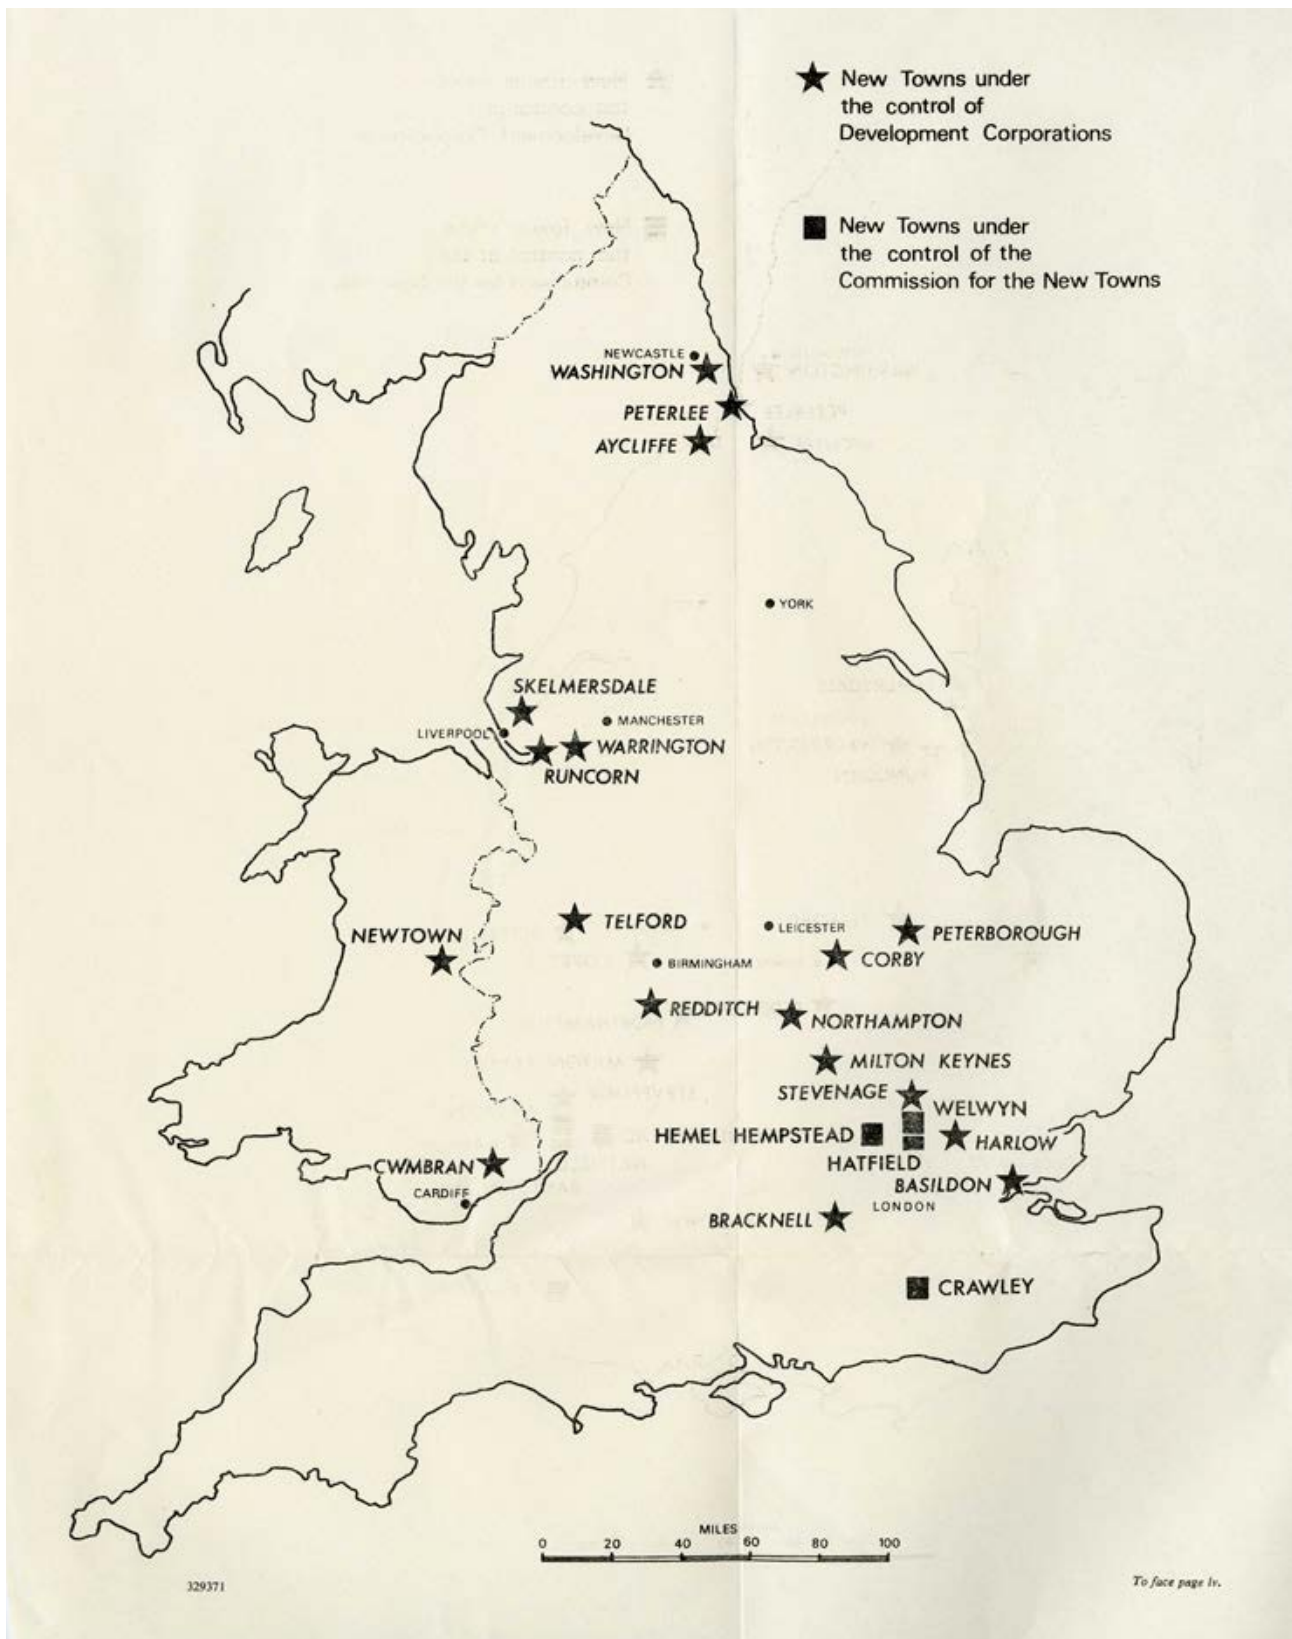 New Towns under
the control of
Development Corporations
New Towns under
the control of the
Commission for the New Towns
NEWCASTLE
WASHINGTON
PETERLEE
AYCLIFFE
YORK
SKELMERSDALE
MANCHESTER
LIVERPOOL
WARRINGTON
RUNCORN
TELFORD
LEICESTER
NEWTOWN
PETERBOROUGH
CORBY
BIRMINGHAM
REDDITCH
NORTHAMPTON
MILTON KEYNES
STEVENAGE
WELWYN
HEMEL HEMPSTEAD
HARLOW
HATFIELD
CWMBRAN
BASILDON
CARDIFF
LONDON
BRACKNELL
CRAWLEY
MILES
0 20 40 60 80 100
329371
To face page lv.